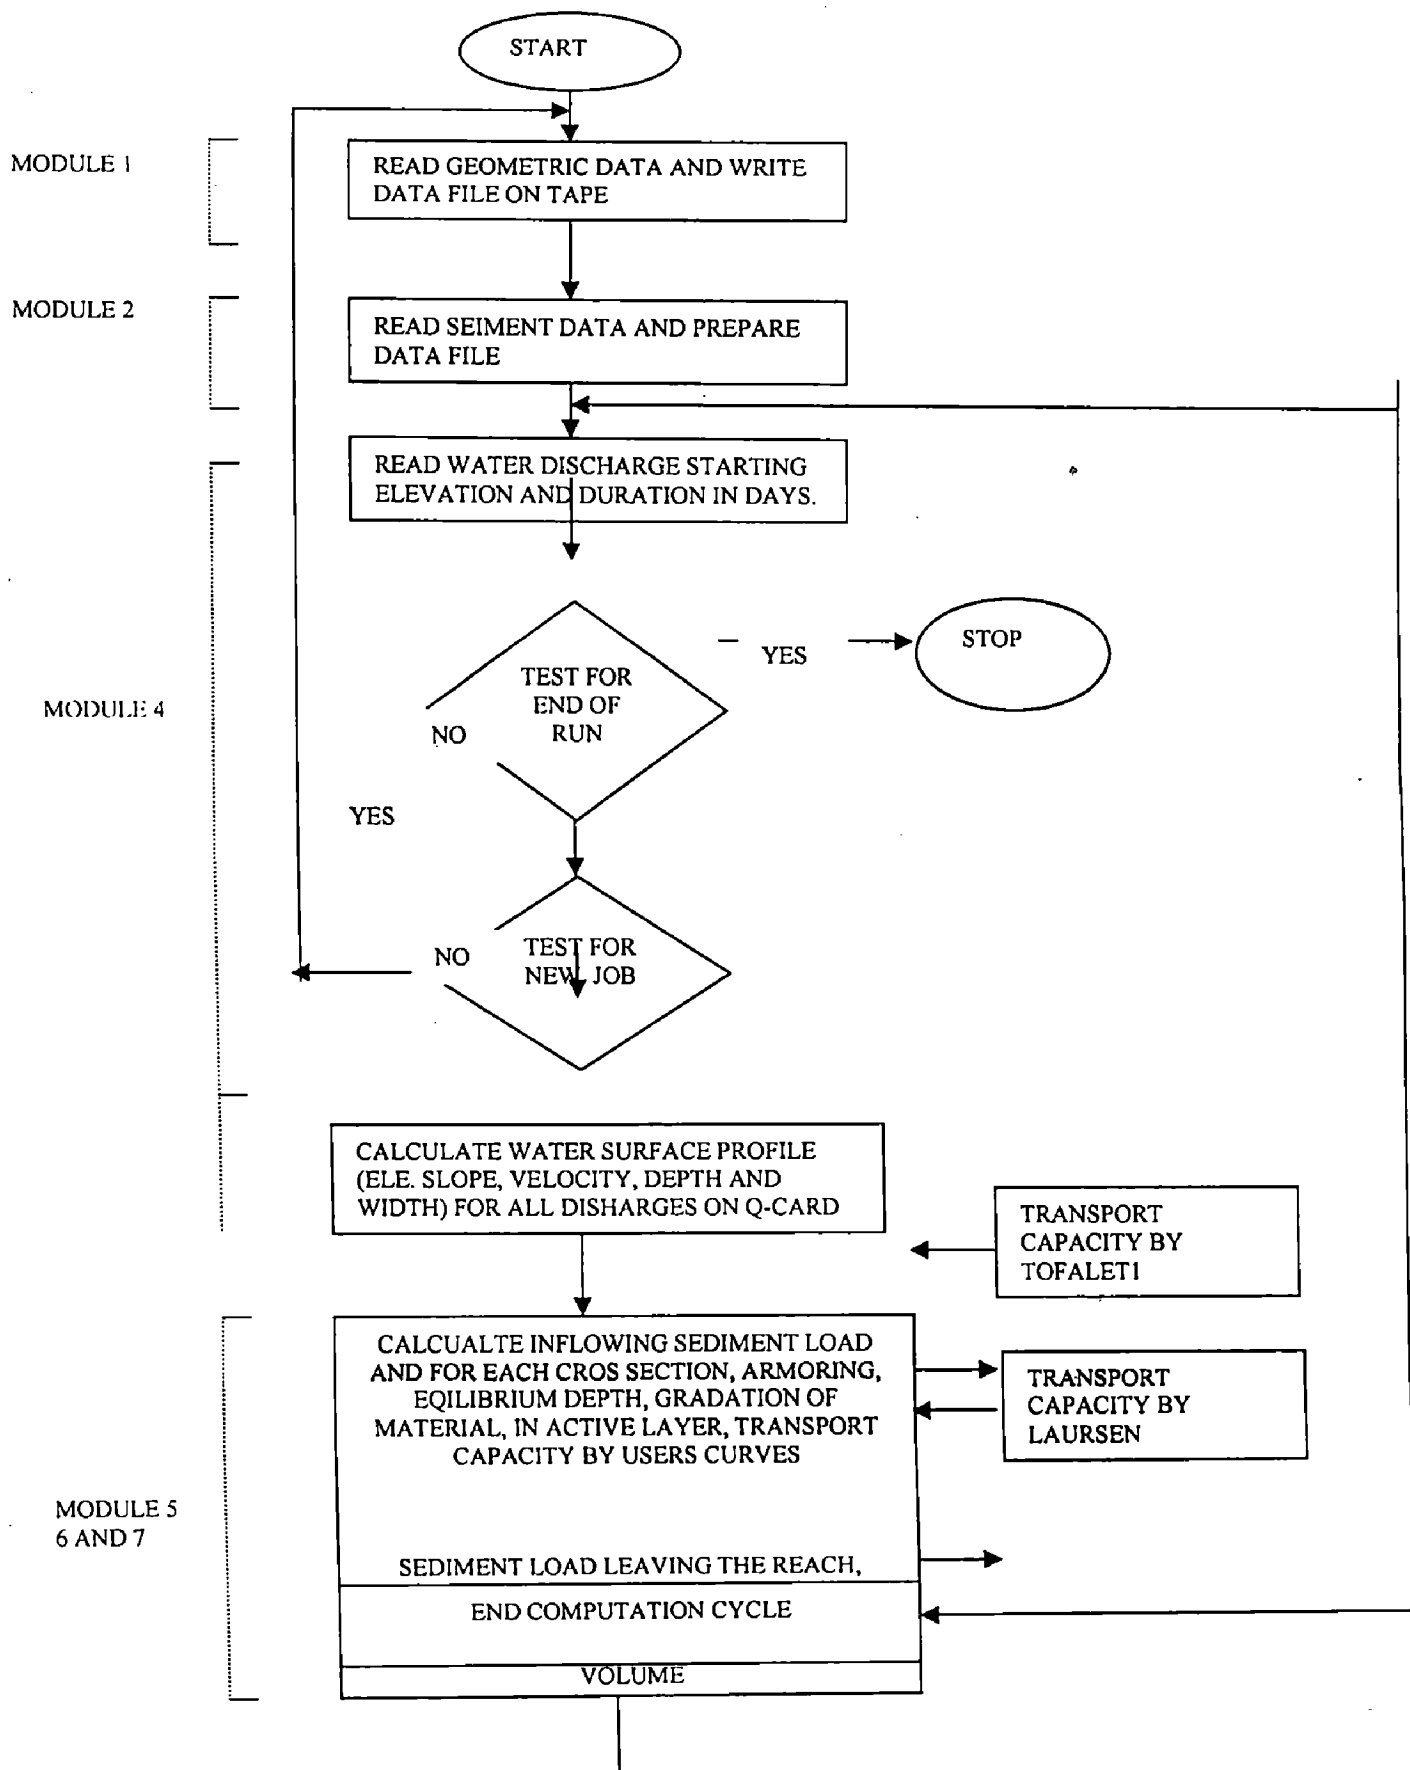 START
MODULE 1
READ GEOMETRIC DATA AND WRITE
DATA FILE ON TAPE
MODULE 2
READ SEIMENT DATA AND PREPARE
DATA FILE
READ WATER DISCHARGE STARTING
ELEVATION AND DURATION IN DAYS.
TEST FOR
END OF
RUN
YES
STOP
MODULE 4
NO
YES
NO
TEST FOR
NEW JOB
CALCULATE WATER SURFACE PROFILE
(ELE. SLOPE, VELOCITY, DEPTH AND
WIDTH) FOR ALL DISHARGES ON Q-CARD
TRANSPORT
CAPACITY BY
TOFALET1
CALCUALTE INFLOWING SEDIMENT LOAD
AND FOR EACH CROS SECTION, ARMORING,
EQILIBRIUM DEPTH, GRADATION OF
MATERIAL, IN ACTIVE LAYER, TRANSPORT
CAPACITY BY USERS CURVES
TRANSPORT
CAPACITY BY
LAURSEN
MODULE 5
6 AND 7
SEDIMENT LOAD LEAVING THE REACH,
END COMPUTATION CYCLE
VOLUME